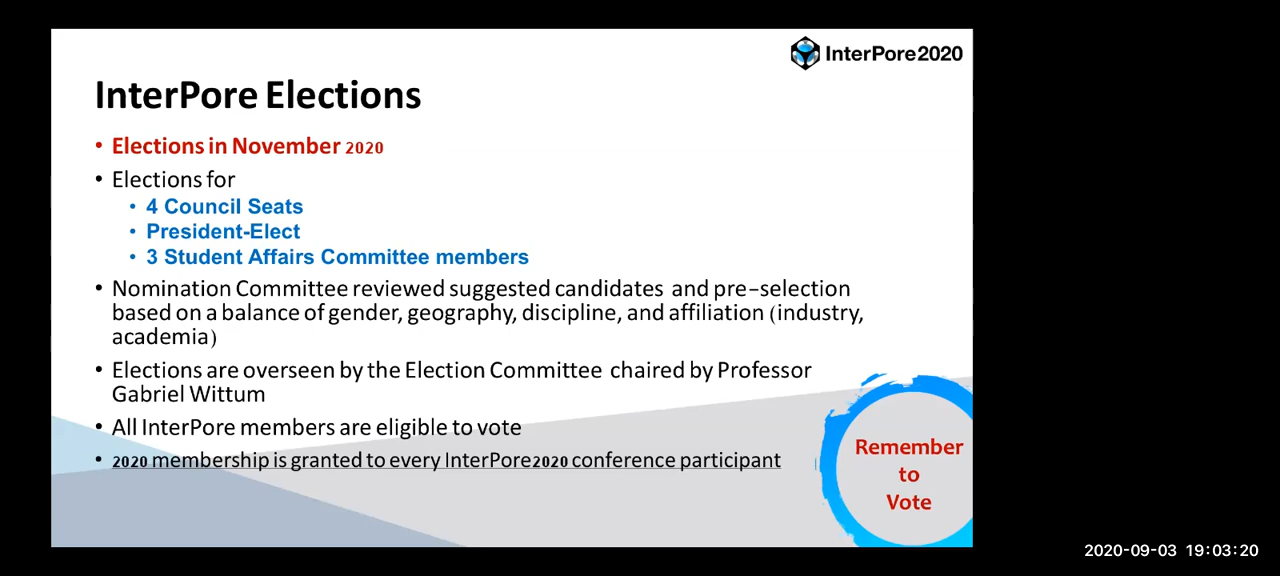 InterPore2020
InterPore Elections
• Elections in November 2020
• Elections for
• 4 Council Seats
• President-Elect
• 3 Student Affairs Committee members
• Nomination Committee reviewed suggested candidates and pre-selection
based on a balance of gender, geography, discipline, and affiliation (industry,
academia)
• Elections are overseen by the Election Committee chaired by Professor
Gabriel Wittum
• All InterPore members are eligible to vote
• 2020 membership is granted to every InterPore2020 conference participant
Remember
to
Vote
2020-09-03 19:03:20